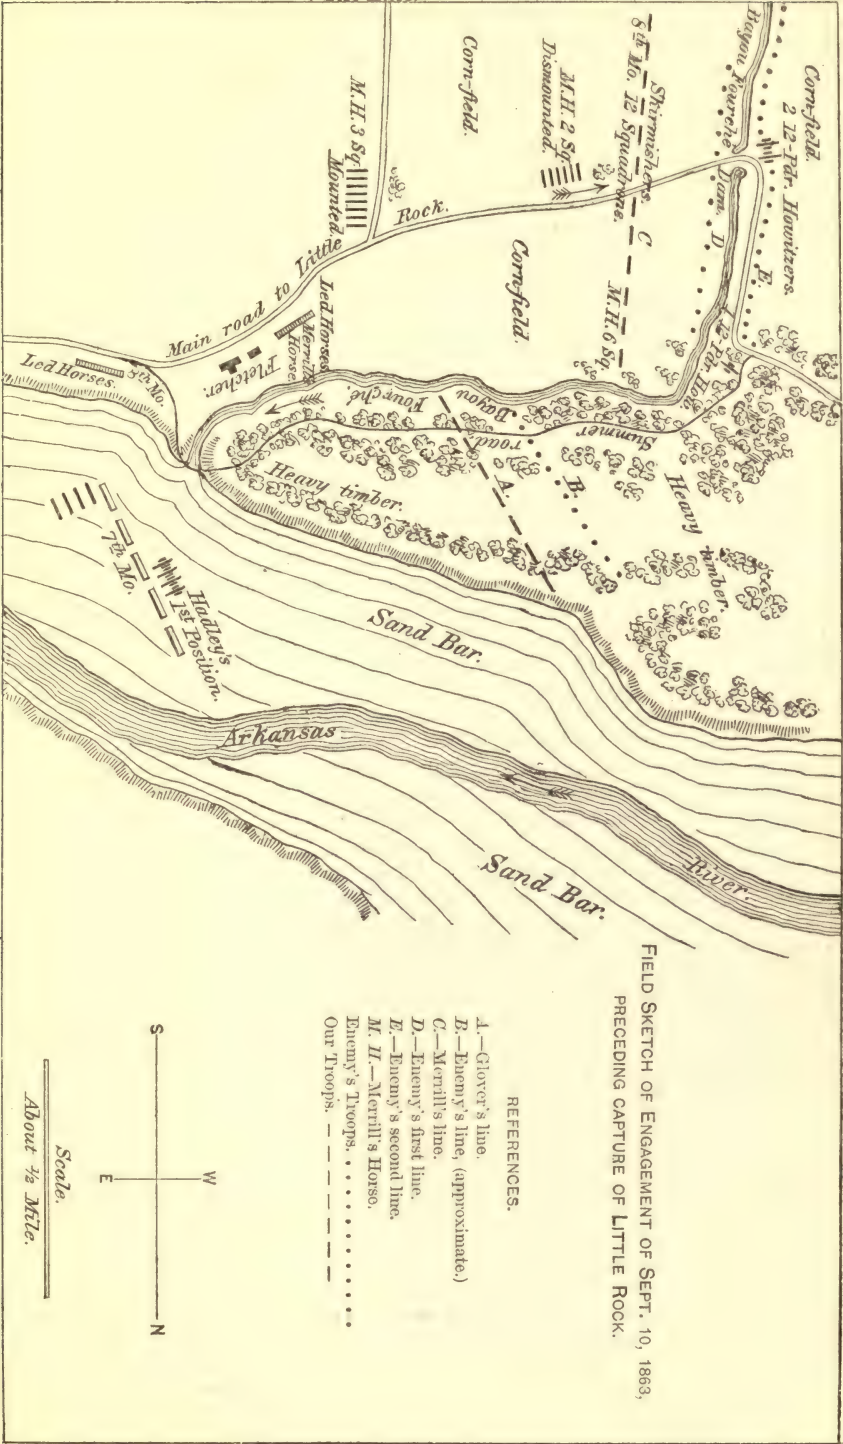 FIELD SKETCH OF ENGAGEMENT OF SEPT. 10, 1863,
PRECEDING CAPTURE OF LITTLE ROCK.
REFERENCES.
A.—Glover's line.
B.—Enemy's line, (approximate.)
C.—Merrill's line.
D.—Enemy's first line.
E.—Enemy's second line.
M. H.—Merrill's Horse.
Enemy's Troops.
Our Troops.
S
W
E
N
Scale.
About ½ Mile.
Corn-field.
2 12-Pdr. Howitzers.
E.
Bayou Fourche
Dam.
D
1 12-Pdr. How.
Skirmishers.
8th Mo. 12 Squadrons.
C
M.H. 6 Sq.
M.H. 2 Sq.
Dismounted.
Corn-field.
Corn-field.
M.H. 3 Sq.
Mounted.
Main road to Little Rock.
Led Horses
Merrill's
Horse.
Fletcher.
Led Horses.
8th Mo.
Bayou
Fourche.
Summer
road
A.
B.
Heavy
timber.
Heavy timber.
Sand Bar.
7th Mo.
Hadley's
1st Position.
Arkansas
River.
Sand Bar.